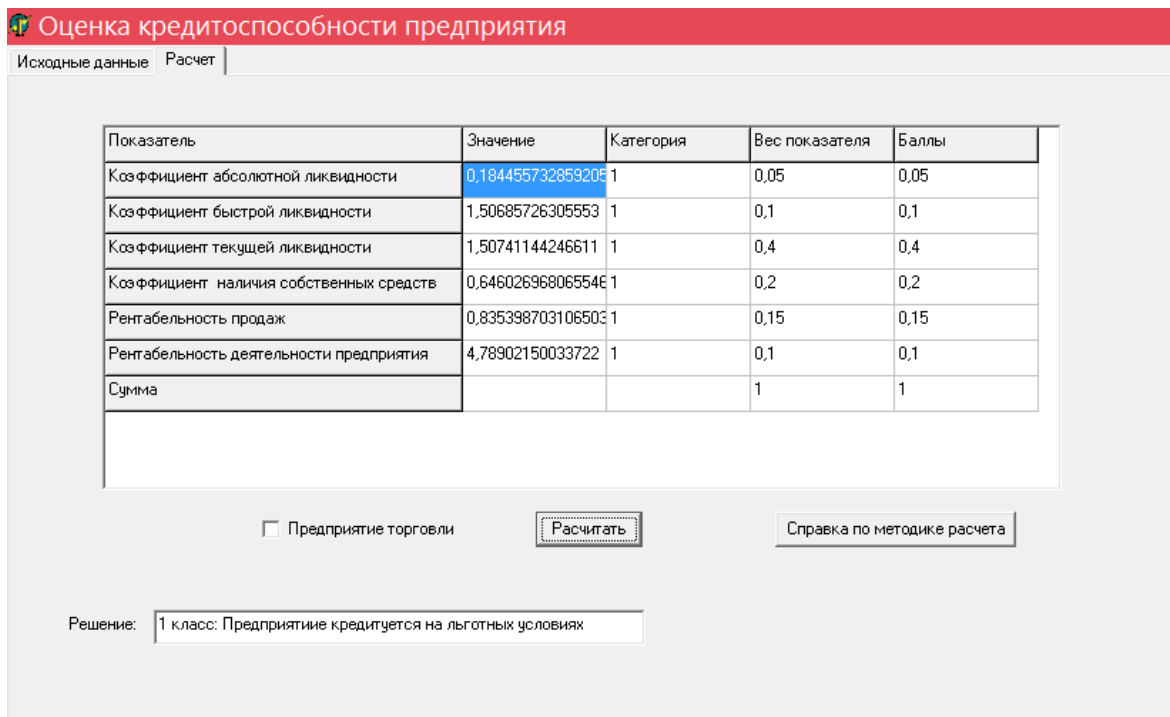 Оценка кредитоспособности предприятия
Исходные данные Расчет
Показатель Значение Категория Вес показателя Баллы
Коэффициент абсолютной ликвидности 0,184455732859205 1 0,05 0,05
Коэффициент быстрой ликвидности 1,50685726305553 1 0,1 0,1
Коэффициент текущей ликвидности 1,50741144246611 1 0,4 0,4
Коэффициент наличия собственных средств 0,646026968065546 1 0,2 0,2
Рентабельность продаж 0,835398703106503 1 0,15 0,15
Рентабельность деятельности предприятия 4,78902150033722 1 0,1 0,1
Сумма 1 1
Предприятие торговли Расчитать Справка по методике расчета
Решение: 1 класс: Предприятиие кредитуется на льготных условиях